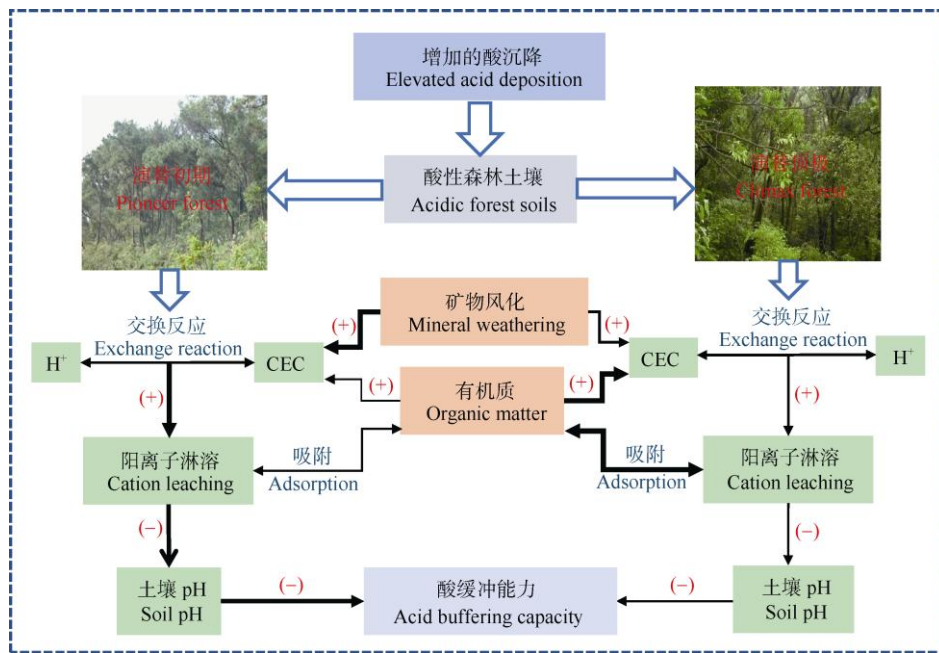 增加的酸沉降
Elevated acid deposition
酸性森林土壤
Acidic forest soils
演替初期
Pioneer forest
演替顶极
Climax forest
矿物风化
Mineral weathering
交换反应
Exchange reaction
(+)
(+)
交换反应
Exchange reaction
H⁺
CEC
CEC
H⁺
(+)
(+)
有机质
Organic matter
(+)
(+)
阳离子淋溶
Cation leaching
吸附
Adsorption
吸附
Adsorption
阳离子淋溶
Cation leaching
(−)
(−)
土壤 pH
Soil pH
(−)
酸缓冲能力
Acid buffering capacity
(−)
土壤 pH
Soil pH